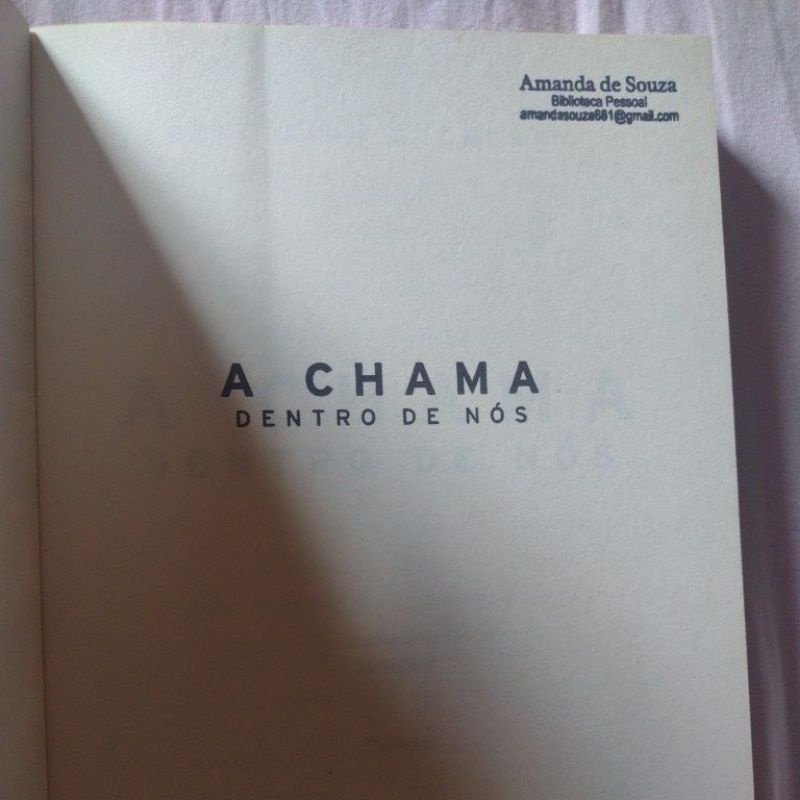 Amanda de Souza
Biblioteca Pessoal
amandasouza681@gmail.com
A CHAMA
DENTRO DE NÓS